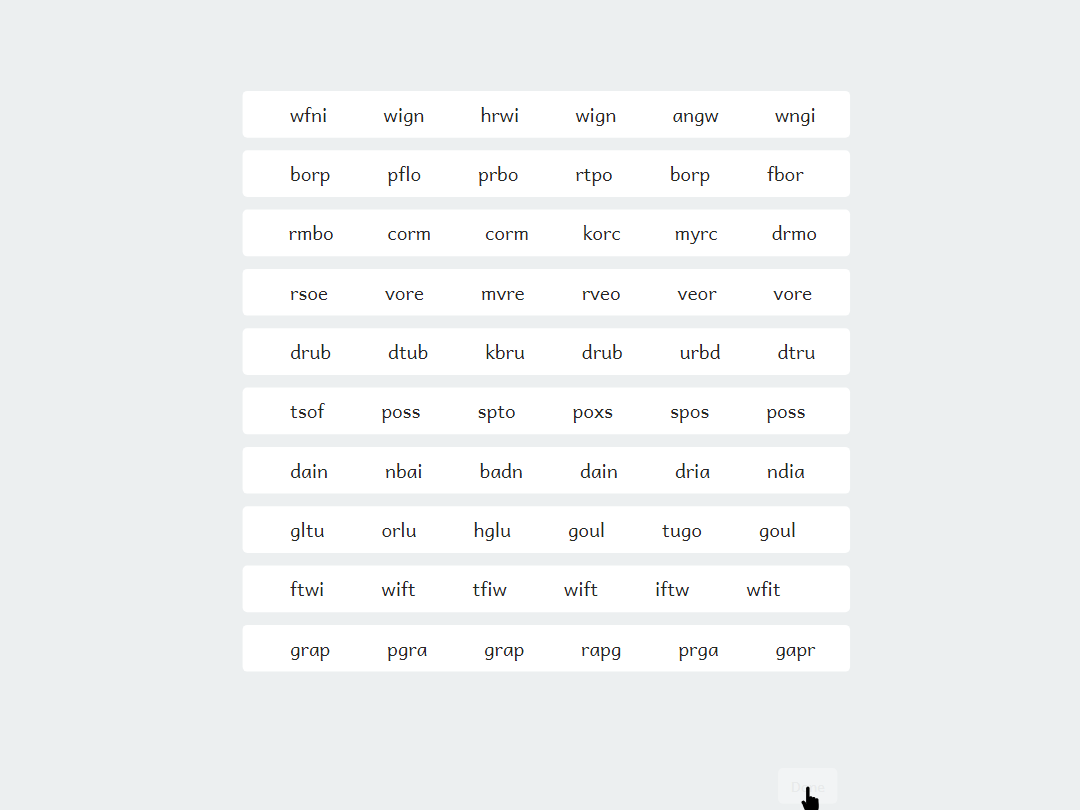 wfni wign hrwi wign angw wngi
borp pflo prbo rtpo borp fbor
rmbo corm corm korc myrc drmo
rsoe vore mvre rveo veor vore
drub dtub kbru drub urbd dtru
tsof poss spto poxs spos poss
dain nbai badn dain dria ndia
gltu orlu hglu goul tugo goul
ftwi wift tfiw wift iftw wfit
grap pgra grap rapg prga gapr